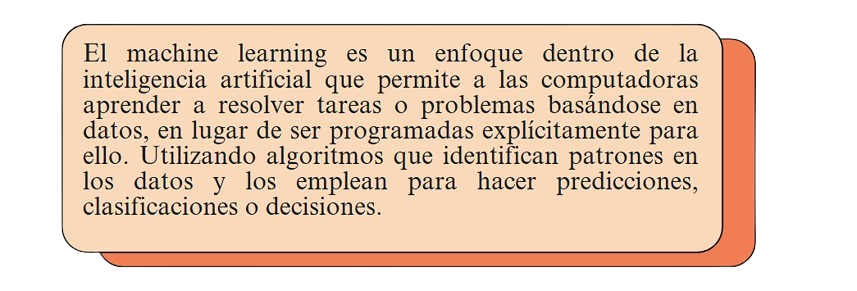 El machine learning es un enfoque dentro de la
inteligencia artificial que permite a las computadoras
aprender a resolver tareas o problemas basándose en
datos, en lugar de ser programadas explícitamente para
ello. Utilizando algoritmos que identifican patrones en
los datos y los emplean para hacer predicciones,
clasificaciones o decisiones.